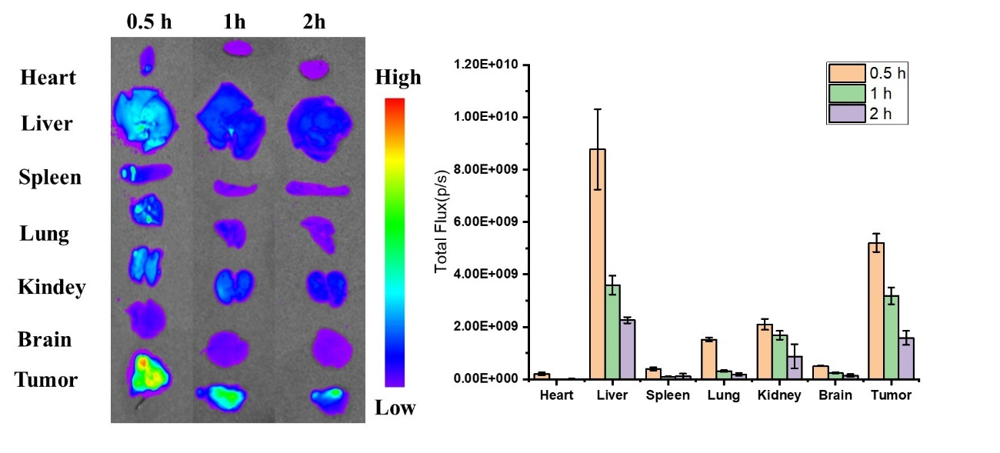 0.5 h 1h 2h
Heart
Liver
Spleen
Lung
Kindey
Brain
Tumor
High
Low
Total Flux(p/s)
1.20E+010
1.00E+010
8.00E+009
6.00E+009
4.00E+009
2.00E+009
0.00E+000
0.5 h
1 h
2 h
Heart Liver Spleen Lung Kidney Brain Tumor